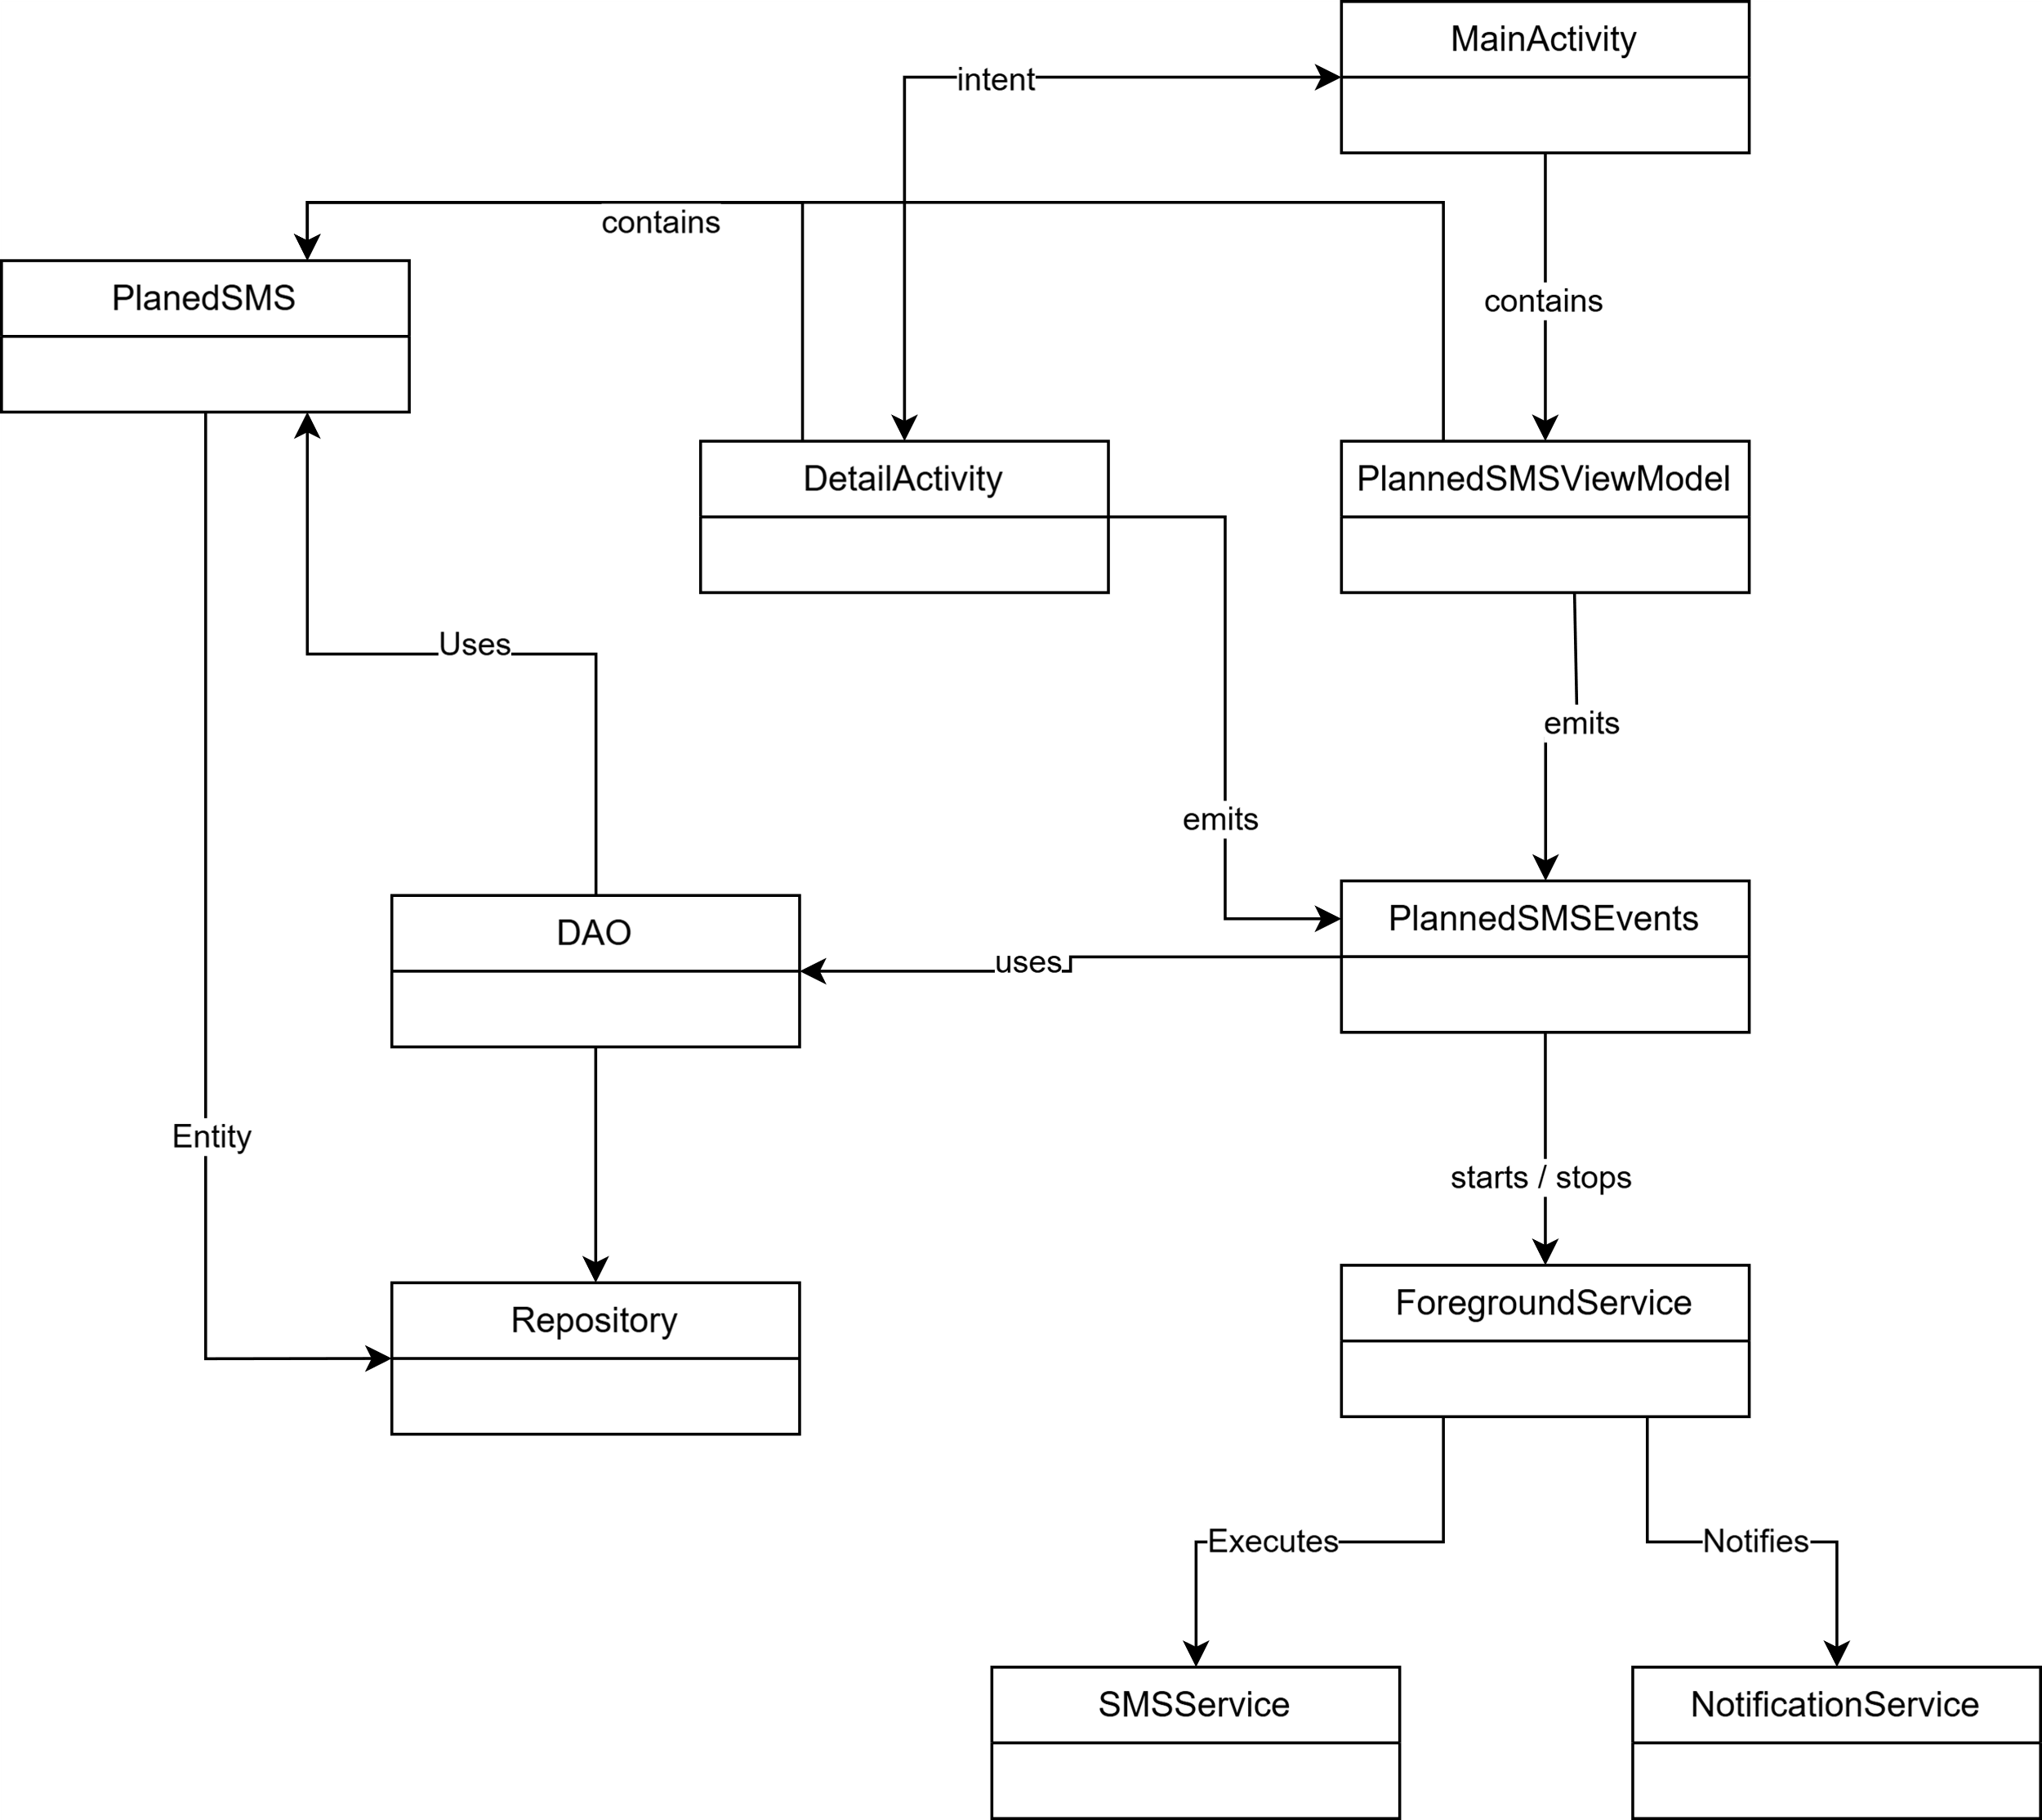 MainActivity
intent
contains
PlanedSMS
contains
DetailActivity
PlannedSMSViewModel
Uses
emits
emits
DAO
PlannedSMSEvents
uses
Entity
starts / stops
Repository
ForegroundService
Executes
Notifies
SMSService
NotificationService